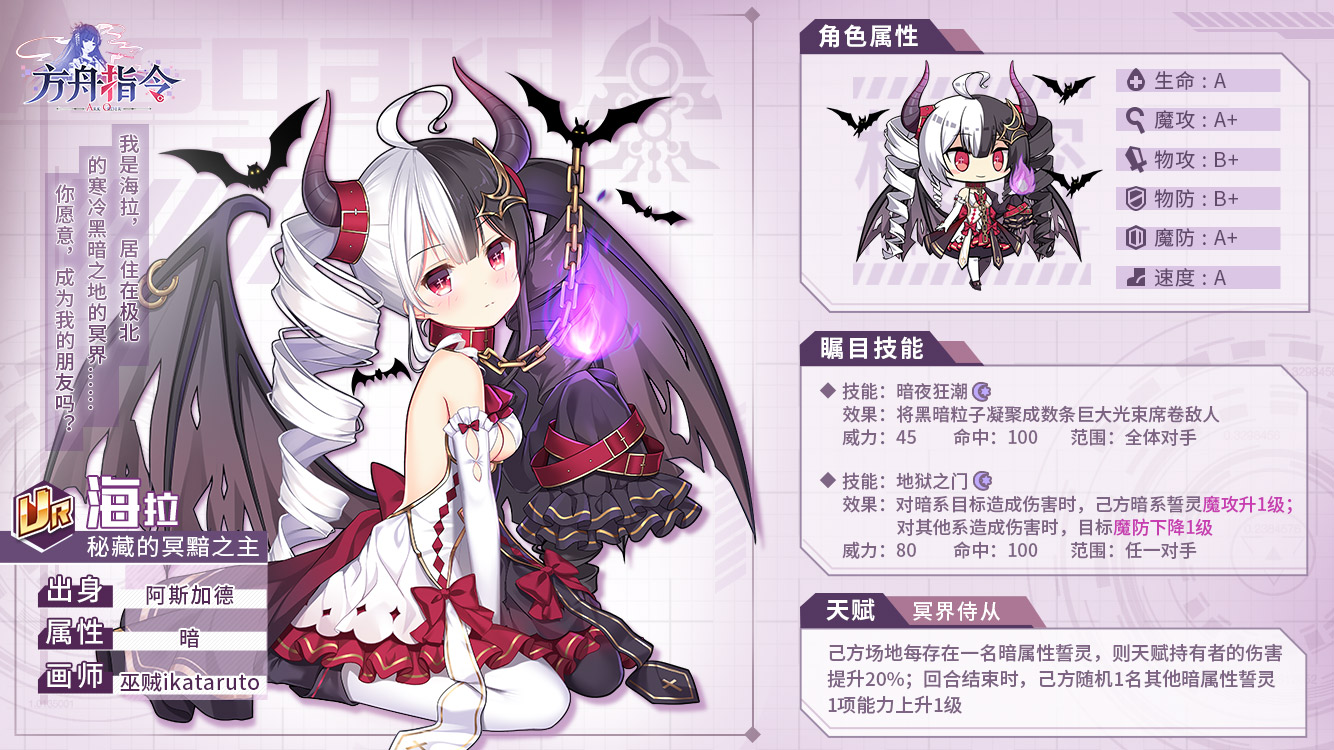 方舟指令
ARK ORDER
我是海拉，居住在极北
的寒冷黑暗之地的冥界……
你愿意，成为我的朋友吗？
UR
海拉
秘藏的冥黯之主
出身
阿斯加德
属性
暗
画师
巫贼ikataruto
角色属性
生命：A
魔攻：A+
物攻：B+
物防：B+
魔防：A+
速度：A
瞩目技能
技能：暗夜狂潮
效果：将黑暗粒子凝聚成数条巨大光束席卷敌人
威力：45 命中：100 范围：全体对手
技能：地狱之门
效果：对暗系目标造成伤害时，己方暗系誓灵魔攻升1级；
对其他系造成伤害时，目标魔防下降1级
威力：80 命中：100 范围：任一对手
天赋 冥界侍从
己方场地每存在一名暗属性誓灵，则天赋持有者的伤害
提升20%；回合结束时，己方随机1名其他暗属性誓灵
1项能力上升1级